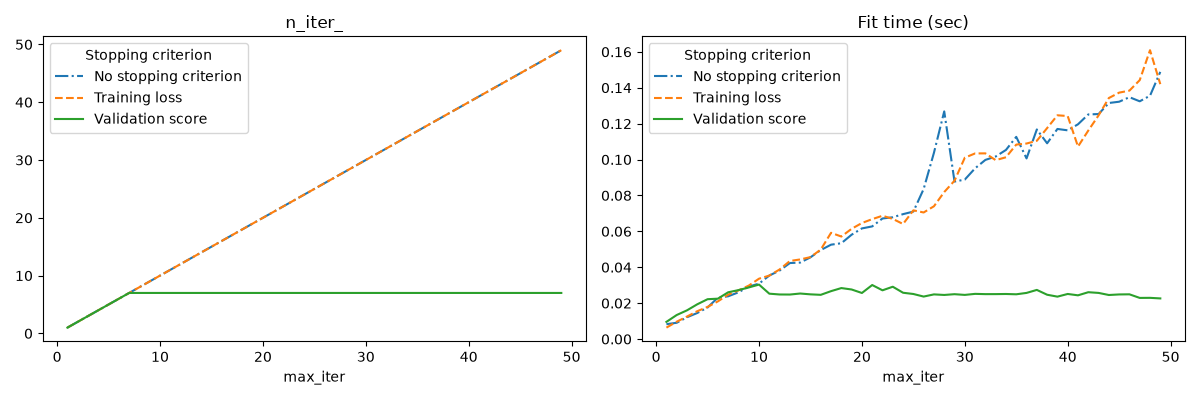 n_iter_
Stopping criterion
No stopping criterion
Training loss
Validation score
50
40
30
20
10
0
0 10 20 30 40 50
max_iter
Fit time (sec)
Stopping criterion
No stopping criterion
Training loss
Validation score
0.16
0.14
0.12
0.10
0.08
0.06
0.04
0.02
0.00
0 10 20 30 40 50
max_iter